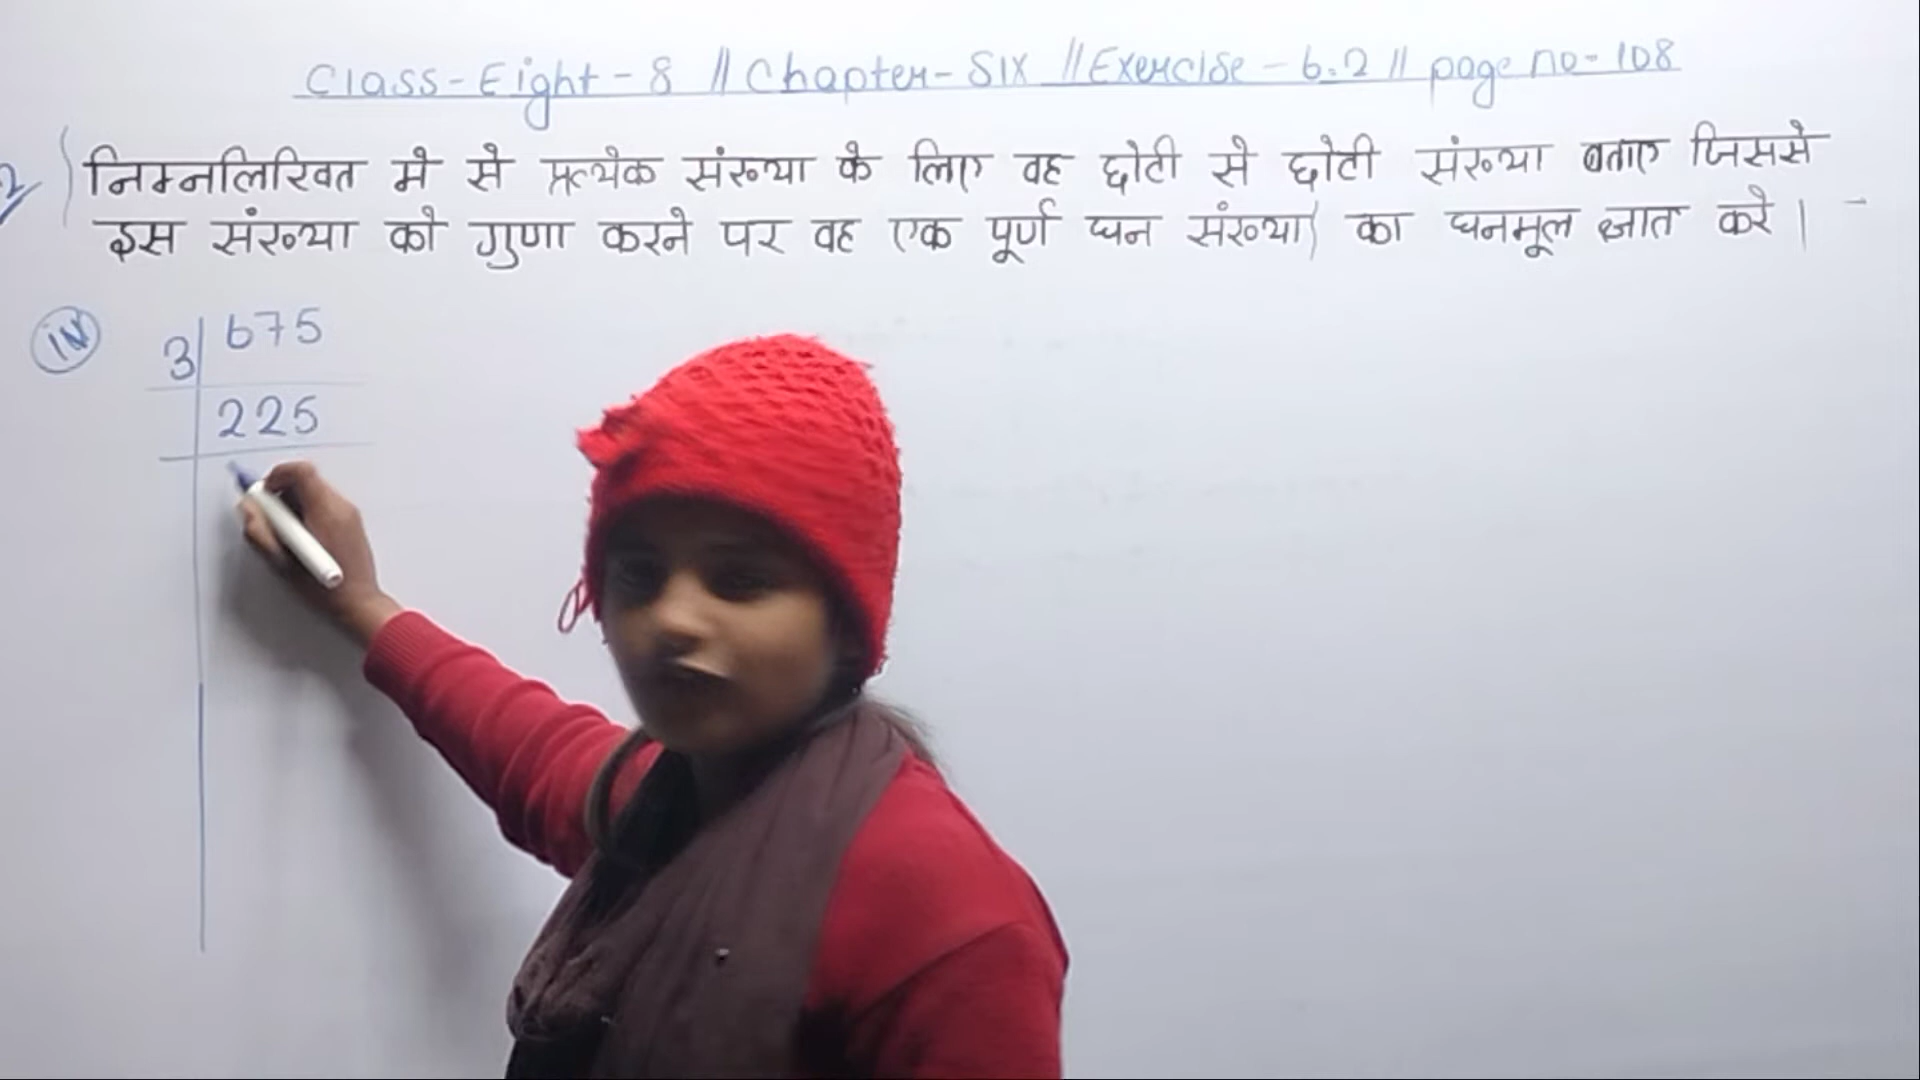 Class-Eight-8 || Chapter-Six || Exercise-6.2 || page no-108
2) निम्नलिखित मे से प्रत्येक संख्या के लिए वह छोटी से छोटी संख्या बताए जिससे
इस संख्या को गुणा करने पर वह एक पूर्ण घन संख्या का घनमूल ज्ञात करे।
iv 3 | 675
225